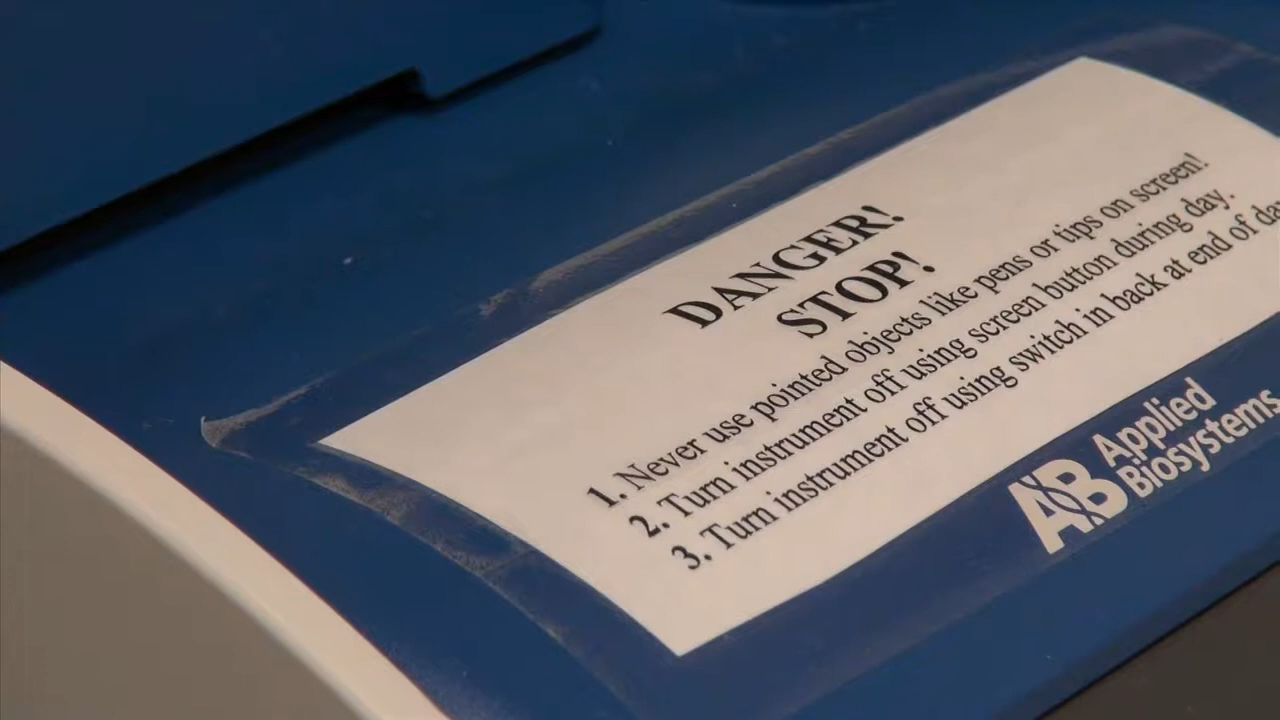 DANGER!
STOP!
1. Never use pointed objects like pens or tips on screen!
2. Turn instrument off using screen button during day.
3. Turn instrument off using switch in back at end of
AB Applied
Biosystems